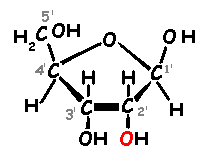 5'
H2C OH
O
OH
4' C
C 1'
H H
H
H
3' C
C 2'
OH OH